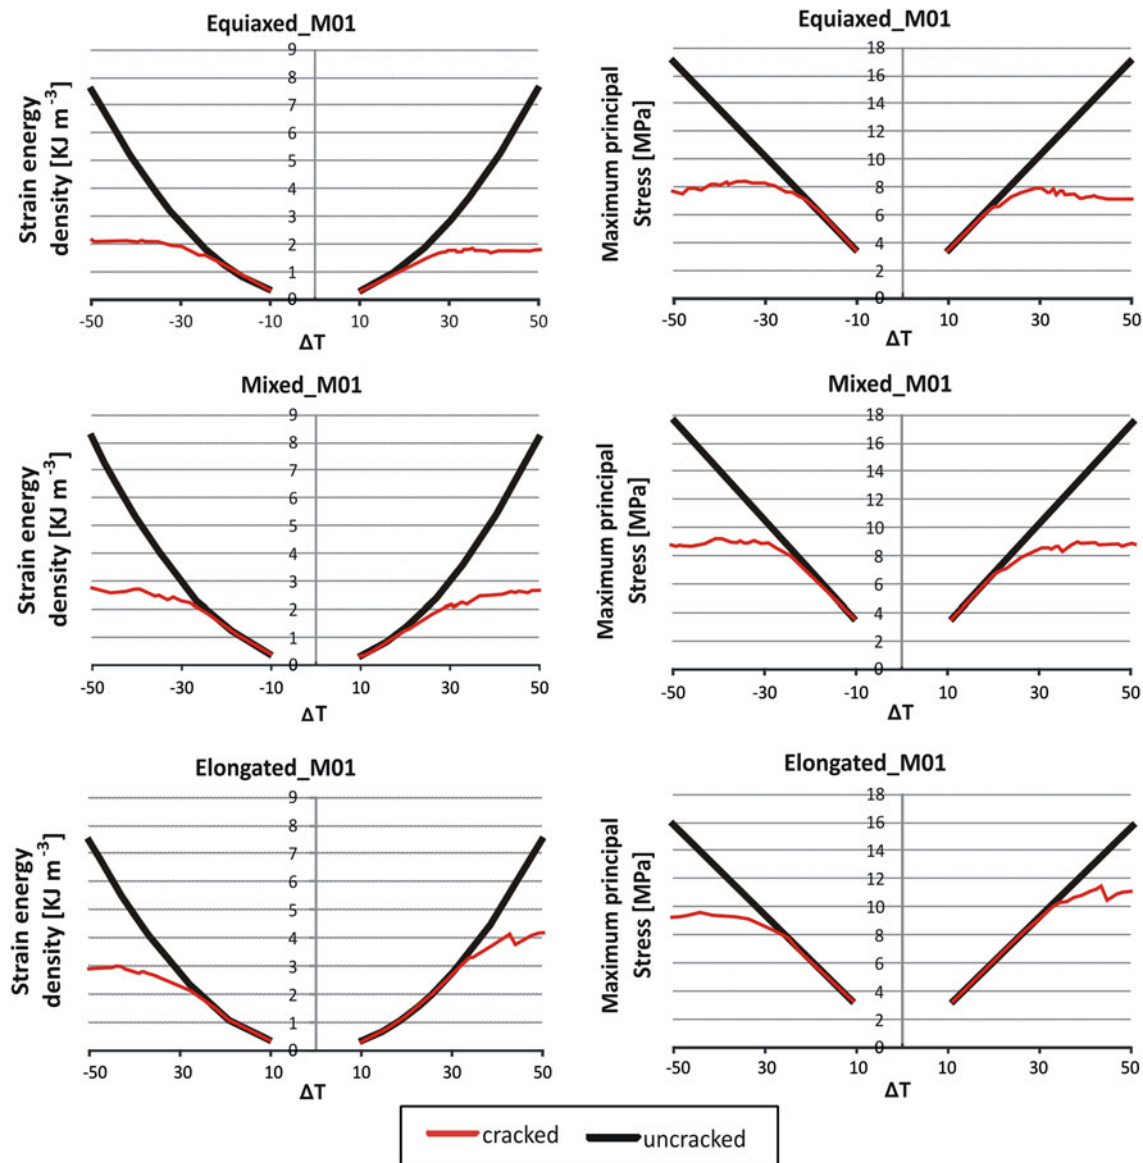 Equiaxed_M01
Strain energy
density [KJ m⁻³]
9
8
7
6
5
4
3
2
1
0
-50 -30 -10 10 30 50
ΔT
Equiaxed_M01
Maximum principal
Stress [MPa]
18
16
14
12
10
8
6
4
2
0
-50 -30 -10 10 30 50
ΔT
Mixed_M01
Strain energy
density [KJ m⁻³]
9
8
7
6
5
4
3
2
1
0
-50 -30 -10 10 30 50
ΔT
Mixed_M01
Maximum principal
Stress [MPa]
18
16
14
12
10
8
6
4
2
0
-50 -30 -10 10 30 50
ΔT
Elongated_M01
Strain energy
density [KJ m⁻³]
9
8
7
6
5
4
3
2
1
0
-50 30 10 10 30 50
ΔT
Elongated_M01
Maximum principal
Stress [MPa]
18
16
14
12
10
8
6
4
2
0
-50 -30 -10 10 30 50
ΔT
cracked uncracked